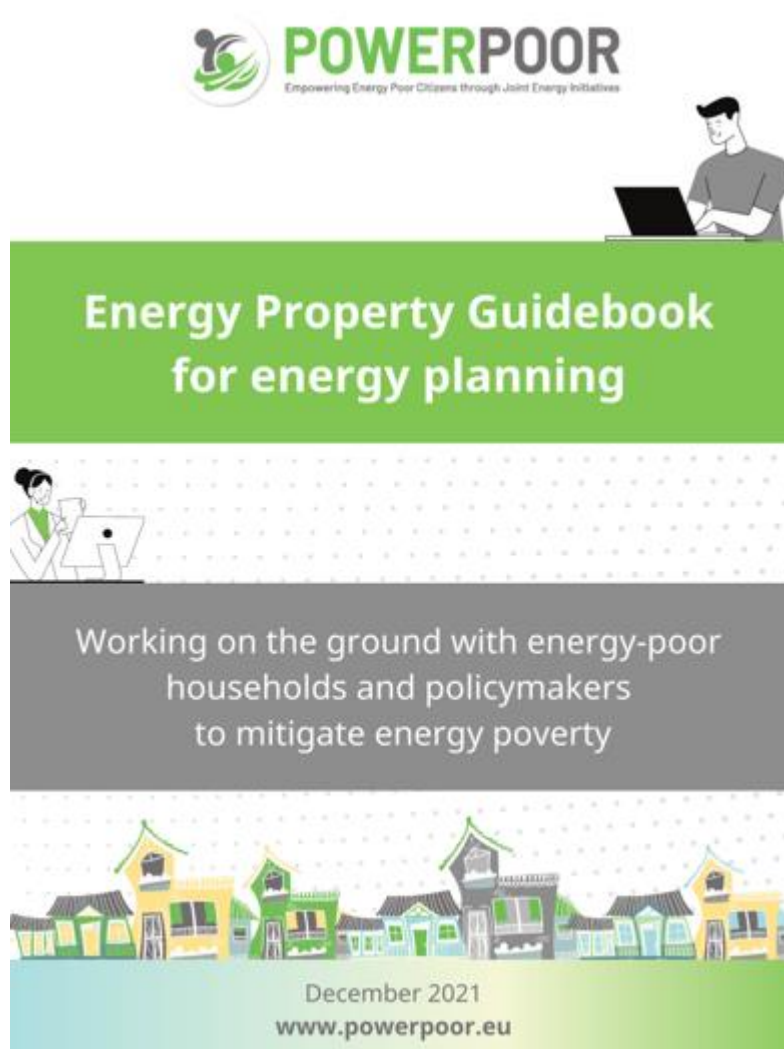 POWERPOOR
Empowering Energy Poor Citizens through Joint Energy Initiatives
Energy Property Guidebook
for energy planning
Working on the ground with energy-poor
households and policymakers
to mitigate energy poverty
December 2021
www.powerpoor.eu